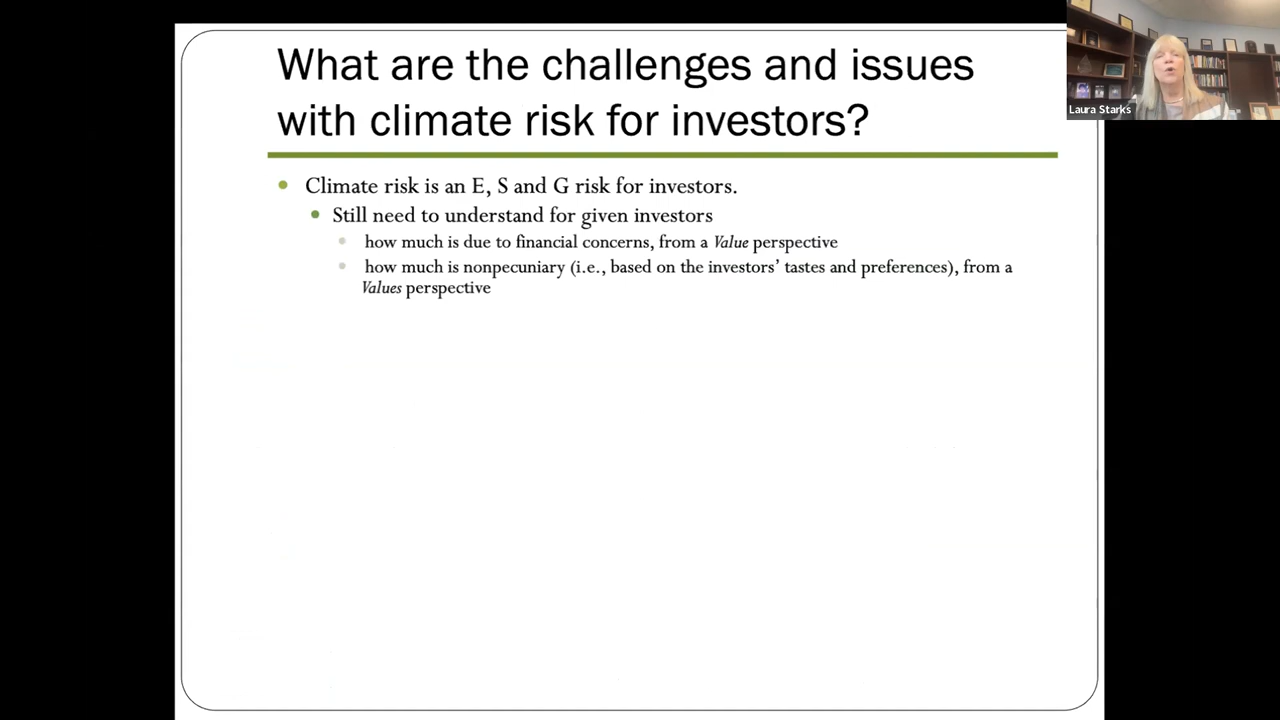 What are the challenges and issues
with climate risk for investors?
Laura Starks
• Climate risk is an E, S and G risk for investors.
• Still need to understand for given investors
• how much is due to financial concerns, from a Value perspective
• how much is nonpecuniary (i.e., based on the investors’ tastes and preferences), from a
Values perspective